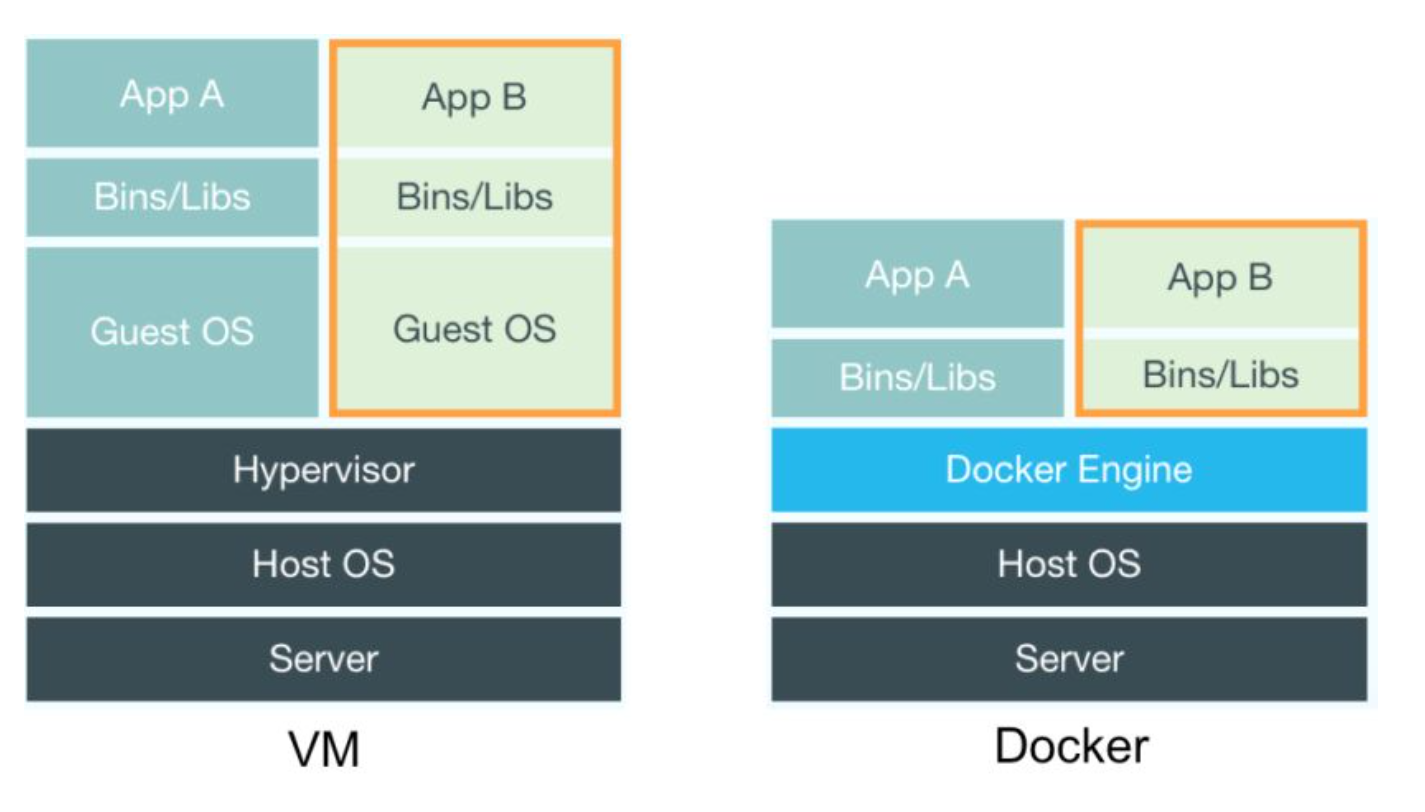 App A
App B
Bins/Libs
Bins/Libs
Guest OS
Guest OS
Hypervisor
Host OS
Server
VM
App A
App B
Bins/Libs
Bins/Libs
Docker Engine
Host OS
Server
Docker